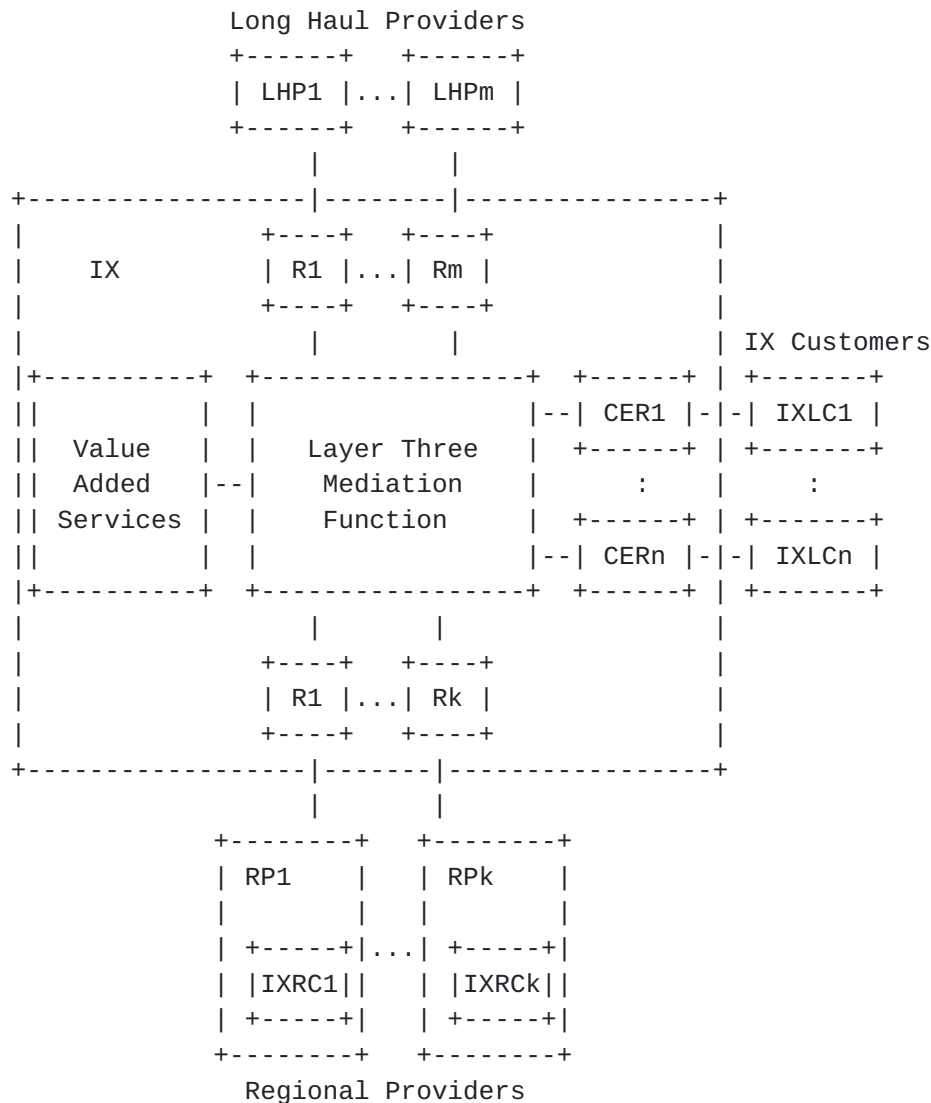 Long Haul Providers
+------+   +------+
| LHP1 |...| LHPm |
+------+   +------+
|        |
+------------------|--------|----------------+
|               +----+   +----+              |
|    IX         | R1 |...| Rm |              |
|               +----+   +----+              |
|                  |        |                | IX Customers
|+----------+  +-----------------+  +------+ | +-------+
||          |  |                 |--| CER1 |-|-| IXLC1 |
||  Value   |  |   Layer Three   |  +------+ | +-------+
||  Added   |--|    Mediation    |      :    |     :
|| Services |  |    Function     |  +------+ | +-------+
||          |  |                 |--| CERn |-|-| IXLCn |
|+----------+  +-----------------+  +------+ | +-------+
|                  |       |                 |
|               +----+   +----+              |
|               | R1 |...| Rk |              |
|               +----+   +----+              |
+------------------|-------|-----------------+
|       |
+--------+   +--------+
| RP1    |   | RPk    |
|        |   |        |
| +-----+|...| +-----+|
| |IXRC1||   | |IXRCk||
| +-----+|   | +-----+|
+--------+   +--------+
Regional Providers